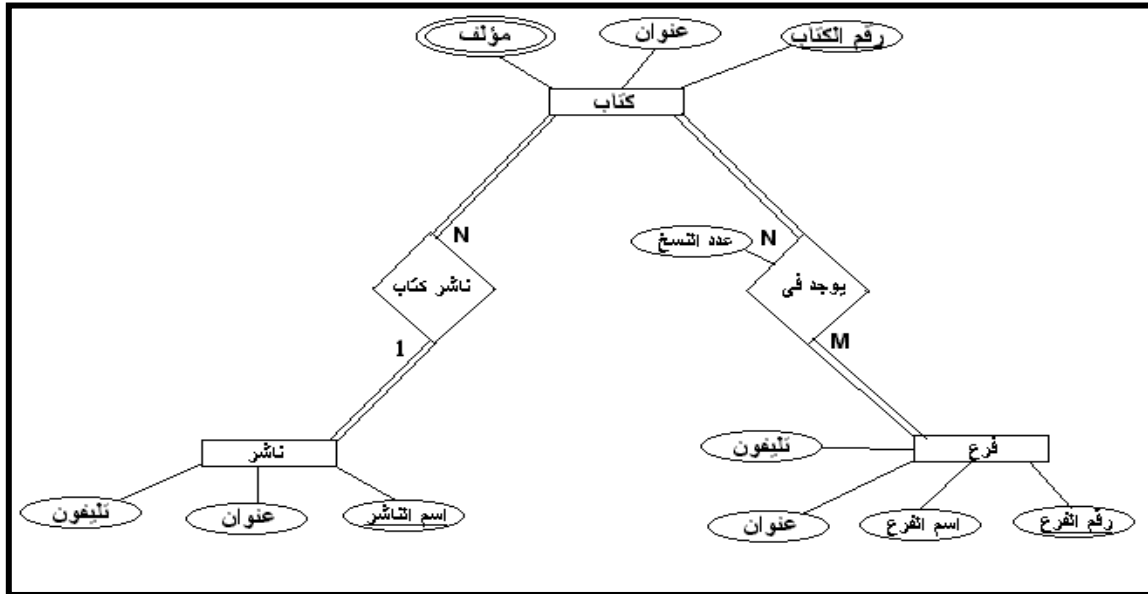 رقم الكتاب
عنوان
مؤلف
كتاب
N
N
عدد النسخ
يوجد في
ناشر كتاب
M
1
فرع
تليفون
ناشر
رقم الفرع
اسم الفرع
عنوان
اسم الناشر
عنوان
تليفون